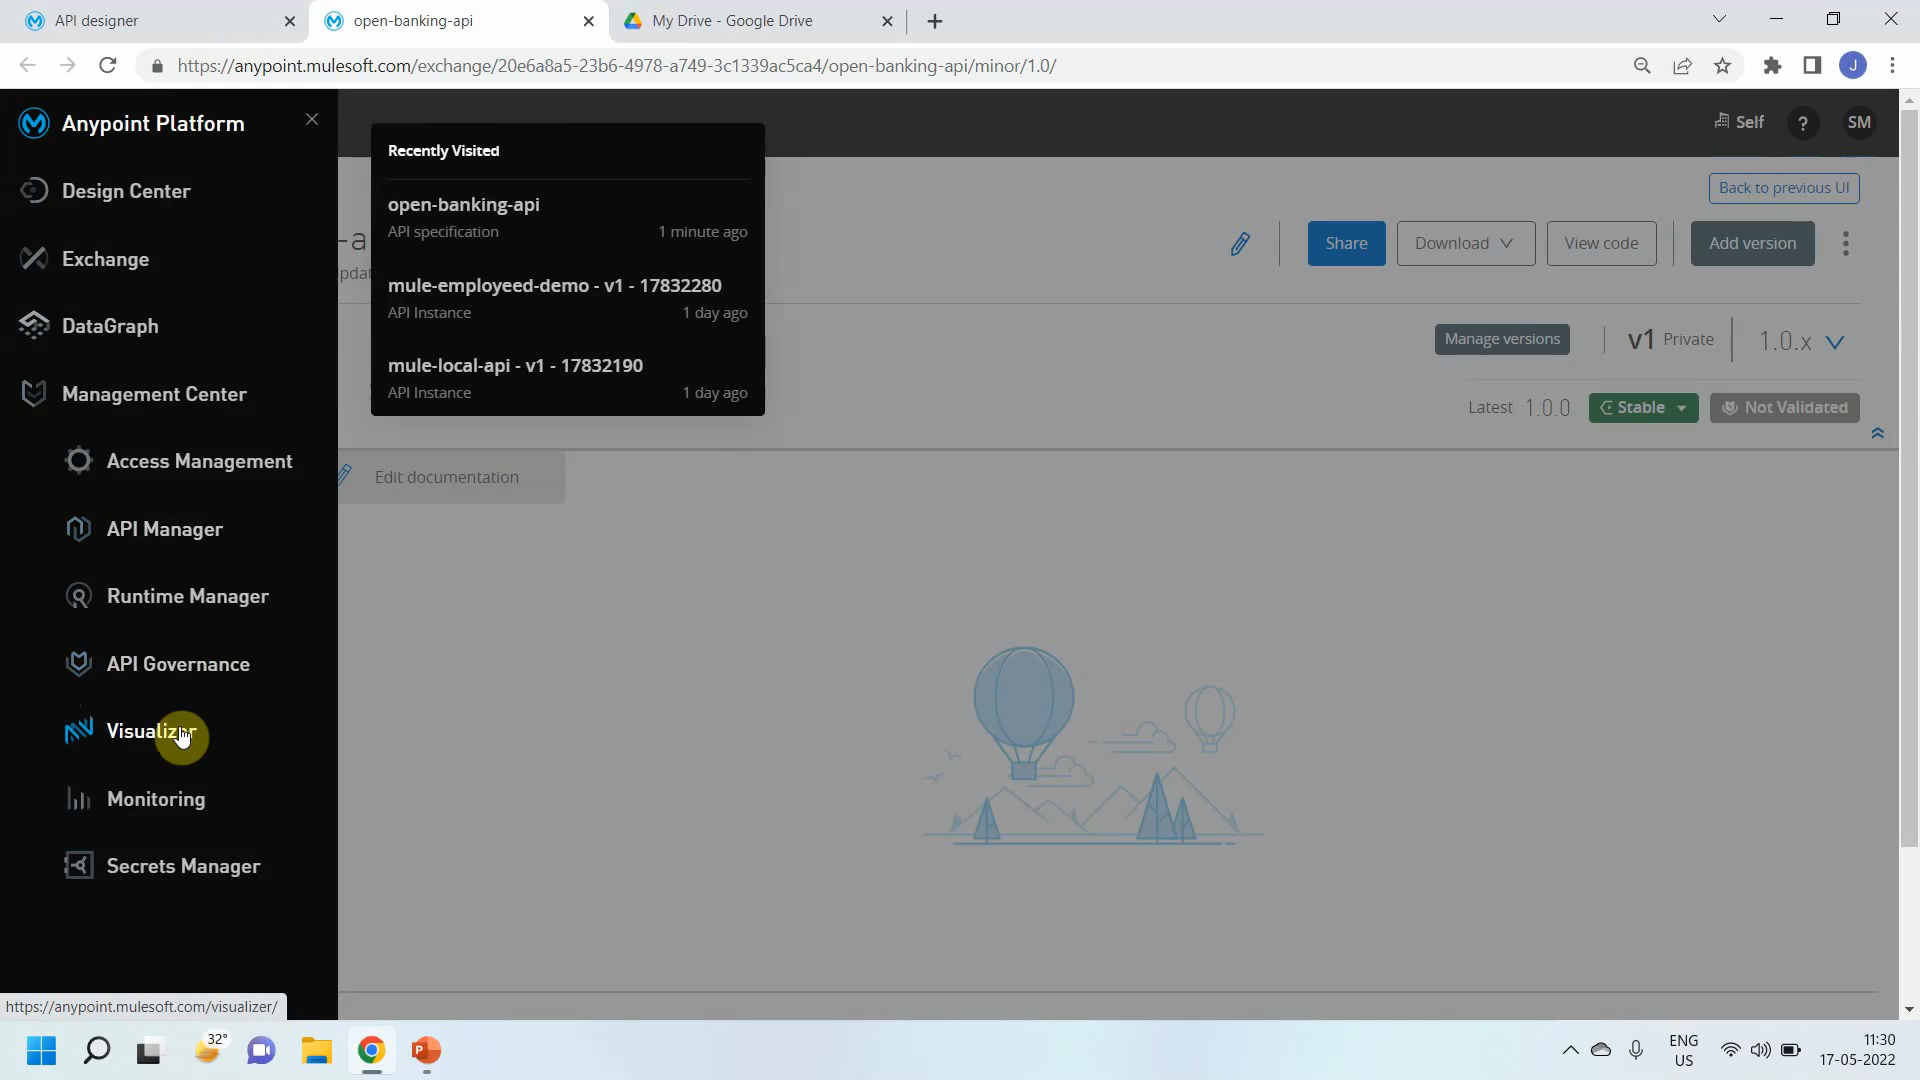 API designer
open-banking-api
My Drive - Google Drive
https://anypoint.mulesoft.com/exchange/20e6a8a5-23b6-4978-a749-3c1339ac5ca4/open-banking-api/minor/1.0/
J
Anypoint Platform
Self
?
SM
Recently Visited
Design Center
Back to previous UI
open-banking-api
API specification 1 minute ago
-a
Share
Download
View code
Add version
Exchange
mule-employeed-demo - v1 - 17832280
API Instance 1 day ago
DataGraph
Manage versions
v1 Private
1.0.x
mule-local-api - v1 - 17832190
API Instance 1 day ago
Management Center
Latest 1.0.0
Stable
Not Validated
Access Management
Edit documentation
API Manager
Runtime Manager
API Governance
Visualizer
Monitoring
Secrets Manager
https://anypoint.mulesoft.com/visualizer/
32°
ENG
US
11:30
17-05-2022